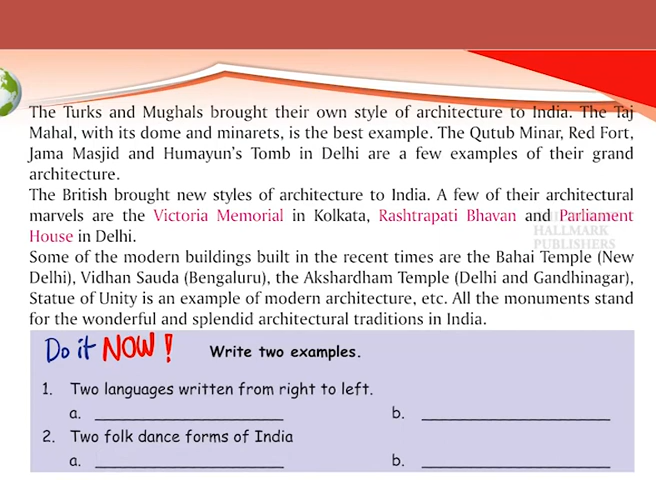 The Turks and Mughals brought their own style of architecture to India. The Taj
Mahal, with its dome and minarets, is the best example. The Qutub Minar, Red Fort,
Jama Masjid and Humayun's Tomb in Delhi are a few examples of their grand
architecture.
The British brought new styles of architecture to India. A few of their architectural
marvels are the Victoria Memorial in Kolkata, Rashtrapati Bhavan and Parliament
House in Delhi.
HALLMARK
PUBLISHERS
Some of the modern buildings built in the recent times are the Bahai Temple (New
Delhi), Vidhan Sauda (Bengaluru), the Akshardham Temple (Delhi and Gandhinagar),
Statue of Unity is an example of modern architecture, etc. All the monuments stand
for the wonderful and splendid architectural traditions in India.
Do it NOW! Write two examples.
1. Two languages written from right to left.
a. ____________________ b. ____________________
2. Two folk dance forms of India
a. ____________________ b. ____________________